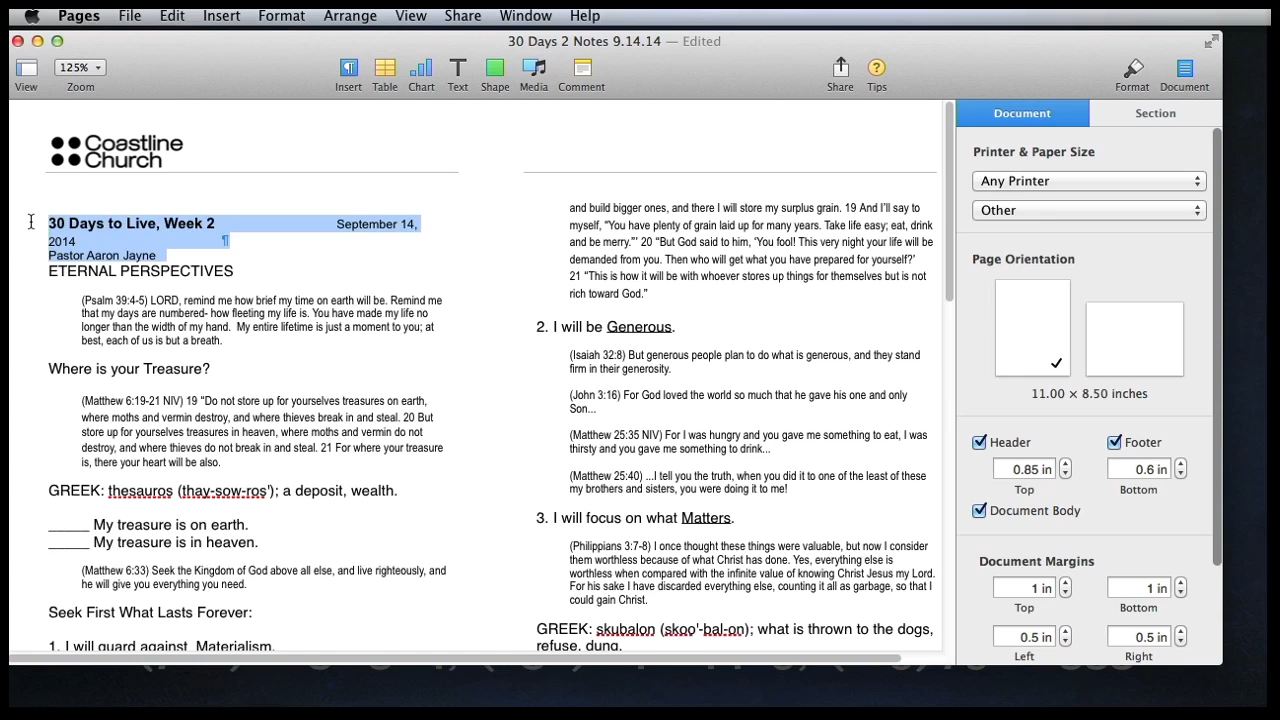 Pages File Edit Insert Format Arrange View Share Window Help
30 Days 2 Notes 9.14.14 — Edited
125%
View Zoom Insert Table Chart Text Shape Media Comment Share Tips Format Document
Document Section
Coastline
Church
30 Days to Live, Week 2 September 14,
2014 ¶
Pastor Aaron Jayne
ETERNAL PERSPECTIVES
(Psalm 39:4-5) LORD, remind me how brief my time on earth will be. Remind me
that my days are numbered- how fleeting my life is. You have made my life no
longer than the width of my hand. My entire lifetime is just a moment to you; at
best, each of us is but a breath.
Where is your Treasure?
(Matthew 6:19-21 NIV) 19 “Do not store up for yourselves treasures on earth,
where moths and vermin destroy, and where thieves break in and steal. 20 But
store up for yourselves treasures in heaven, where moths and vermin do not
destroy, and where thieves do not break in and steal. 21 For where your treasure
is, there your heart will be also.
GREEK: thesauros (thay-sow-ros'); a deposit, wealth.
_____ My treasure is on earth.
_____ My treasure is in heaven.
(Matthew 6:33) Seek the Kingdom of God above all else, and live righteously, and
he will give you everything you need.
Seek First What Lasts Forever:
1. I will guard against Materialism.
and build bigger ones, and there I will store my surplus grain. 19 And I’ll say to
myself, “You have plenty of grain laid up for many years. Take life easy; eat, drink
and be merry.”’ 20 “But God said to him, ‘You fool! This very night your life will be
demanded from you. Then who will get what you have prepared for yourself?’
21 “This is how it will be with whoever stores up things for themselves but is not
rich toward God.”
2. I will be Generous.
(Isaiah 32:8) But generous people plan to do what is generous, and they stand
firm in their generosity.
(John 3:16) For God loved the world so much that he gave his one and only
Son...
(Matthew 25:35 NIV) For I was hungry and you gave me something to eat, I was
thirsty and you gave me something to drink...
(Matthew 25:40) ...I tell you the truth, when you did it to one of the least of these
my brothers and sisters, you were doing it to me!
3. I will focus on what Matters.
(Philippians 3:7-8) I once thought these things were valuable, but now I consider
them worthless because of what Christ has done. Yes, everything else is
worthless when compared with the infinite value of knowing Christ Jesus my Lord.
For his sake I have discarded everything else, counting it all as garbage, so that I
could gain Christ.
GREEK: skubalon (skoo'-bal-on); what is thrown to the dogs,
refuse, dung.
Printer & Paper Size
Any Printer
Other
Page Orientation
11.00 × 8.50 inches
Header Footer
0.85 in 0.6 in
Top Bottom
Document Body
Document Margins
1 in 1 in
Top Bottom
0.5 in 0.5 in
Left Right